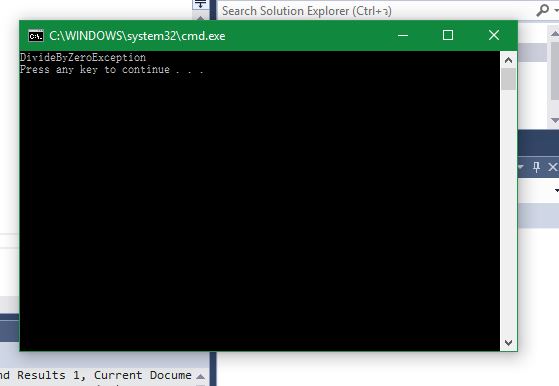 Search Solution Explorer (Ctrl+ר)
C:\WINDOWS\system32\cmd.exe
DivideByZeroException
Press any key to continue . . .
nd Results 1, Current Docume